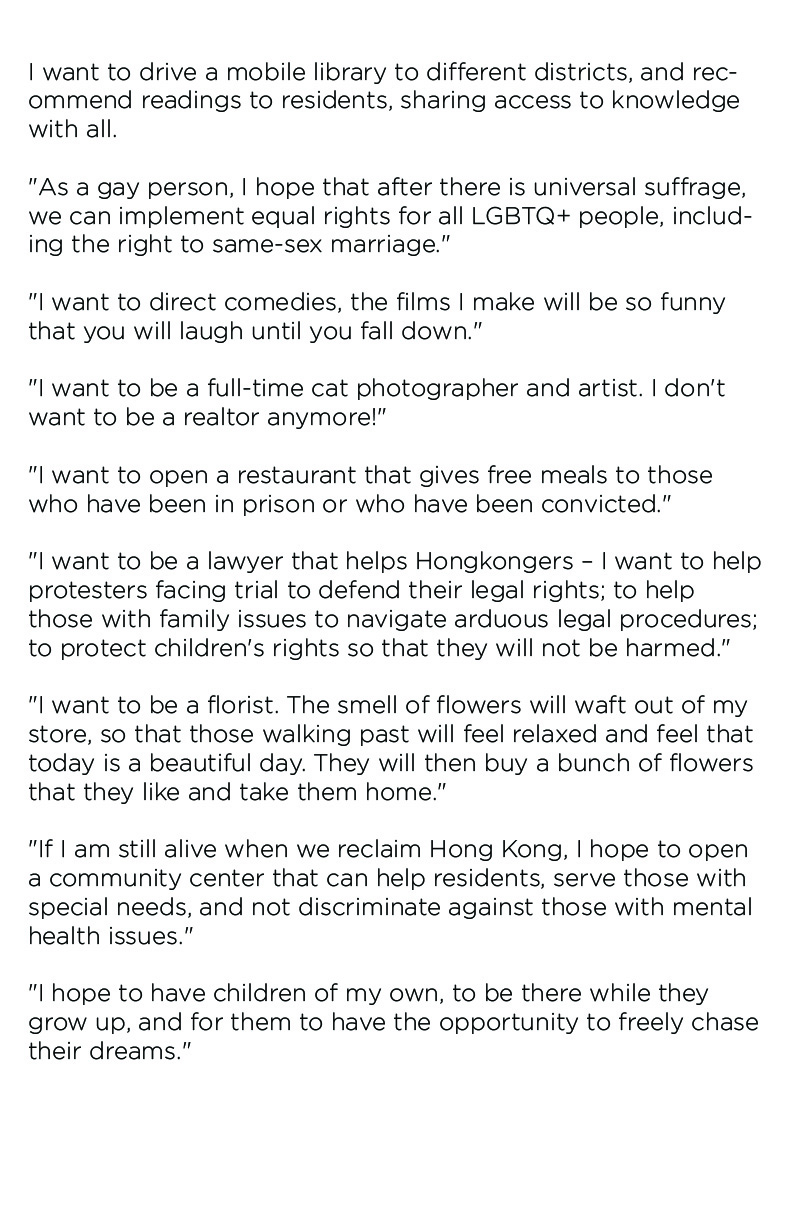 I want to drive a mobile library to different districts, and rec-
ommend readings to residents, sharing access to knowledge
with all.
"As a gay person, I hope that after there is universal suffrage,
we can implement equal rights for all LGBTQ+ people, includ-
ing the right to same-sex marriage."
"I want to direct comedies, the films I make will be so funny
that you will laugh until you fall down."
"I want to be a full-time cat photographer and artist. I don't
want to be a realtor anymore!"
"I want to open a restaurant that gives free meals to those
who have been in prison or who have been convicted."
"I want to be a lawyer that helps Hongkongers – I want to help
protesters facing trial to defend their legal rights; to help
those with family issues to navigate arduous legal procedures;
to protect children's rights so that they will not be harmed."
"I want to be a florist. The smell of flowers will waft out of my
store, so that those walking past will feel relaxed and feel that
today is a beautiful day. They will then buy a bunch of flowers
that they like and take them home."
"If I am still alive when we reclaim Hong Kong, I hope to open
a community center that can help residents, serve those with
special needs, and not discriminate against those with mental
health issues."
"I hope to have children of my own, to be there while they
grow up, and for them to have the opportunity to freely chase
their dreams."